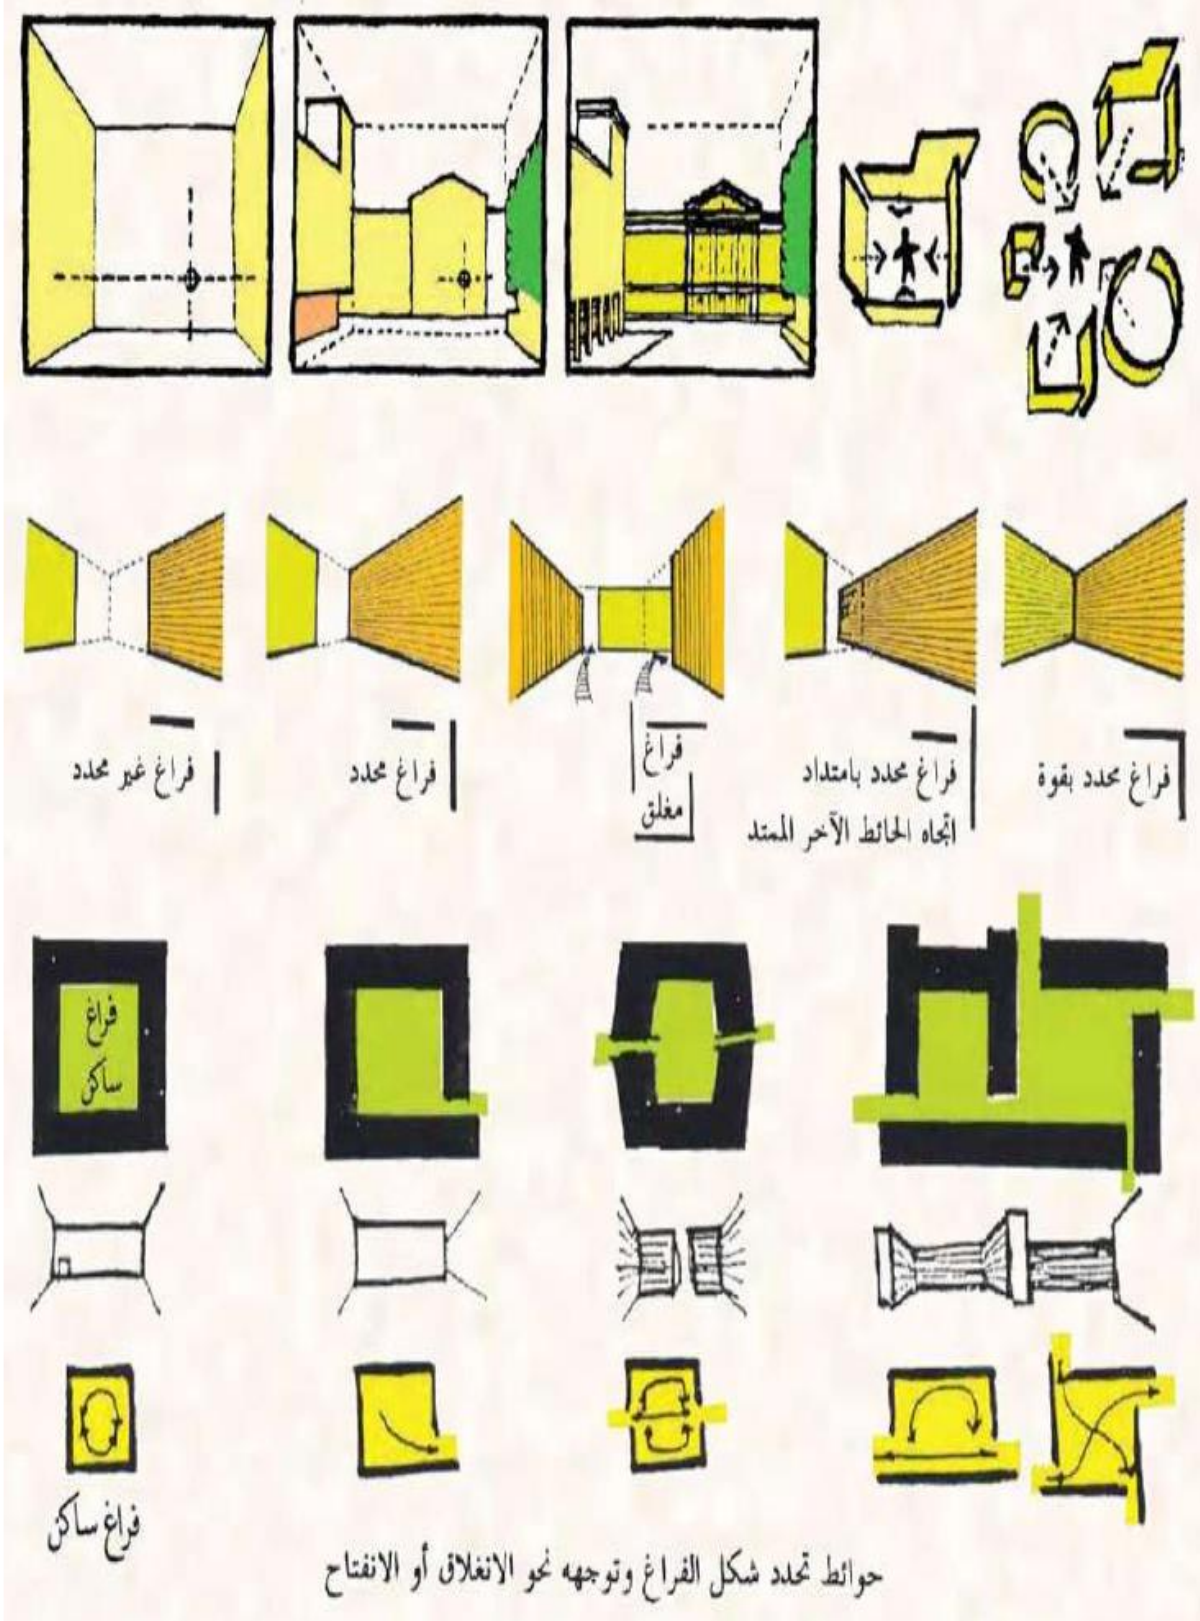 فراغ محدد بقوة
فراغ محدد بامتداد
اتجاه الحائط الآخر الممتد
فراغ
مغلق
فراغ محدد
فراغ غير محدد
فراغ
ساكن
فراغ ساكن
حوائط تحدد شكل الفراغ وتوجهه نحو الانغلاق أو الانفتاح